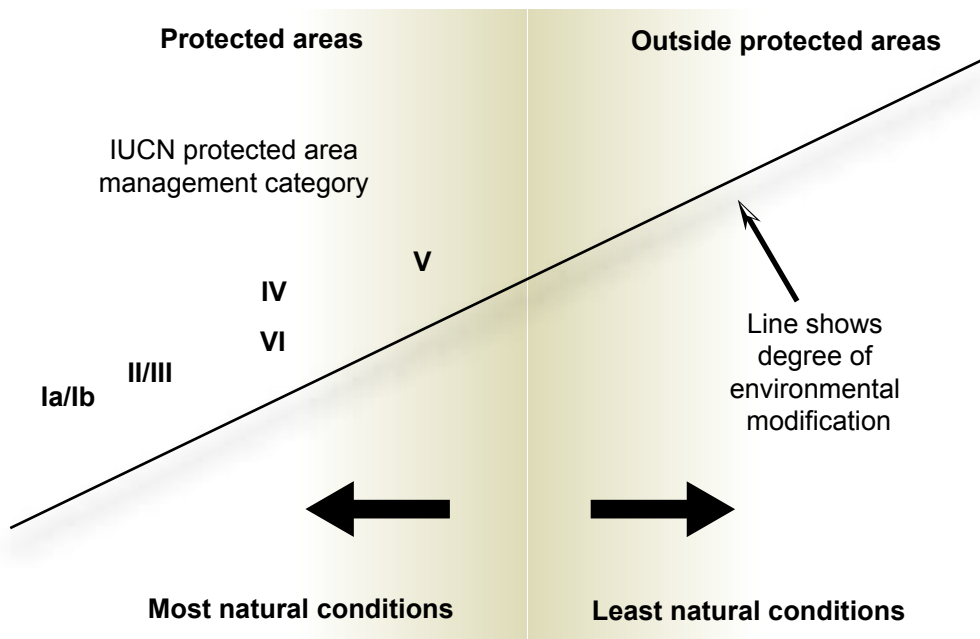 Protected areas
Outside protected areas
IUCN protected area
management category
V
IV
VI
II/III
Ia/Ib
Line shows
degree of
environmental
modification
Most natural conditions
Least natural conditions